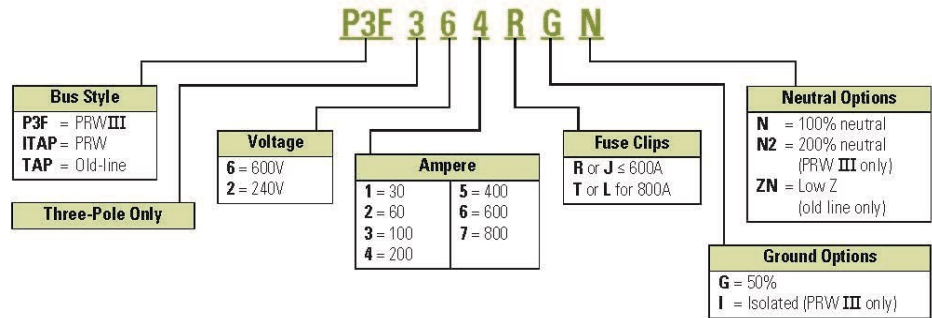 P3F 3 6 4 R G N
Bus Style
P3F = PRWIII
ITAP = PRW
TAP = Old-line
Three-Pole Only
Voltage
6 = 600V
2 = 240V
Ampere
1 = 30
2 = 60
3 = 100
4 = 200
5 = 400
6 = 600
7 = 800
Fuse Clips
R or J ≤ 600A
T or L for 800A
Neutral Options
N = 100% neutral
N2 = 200% neutral
(PRW III only)
ZN = Low Z
(old line only)
Ground Options
G = 50%
I = Isolated (PRW III only)